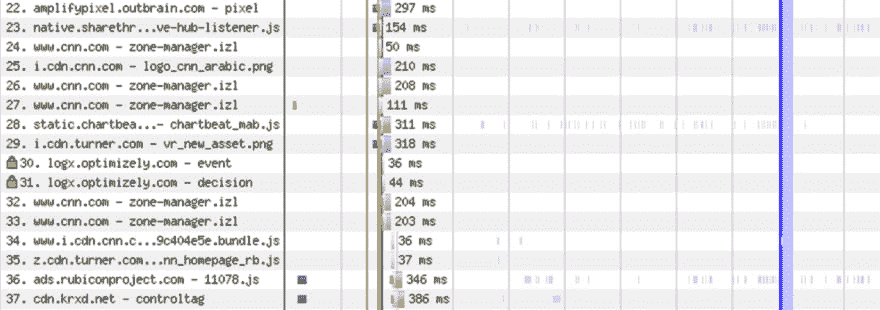 22. amplifypixel.outbrain.com - pixel 297 ms
23. native.sharethr...ve-hub-listener.js 154 ms
24. www.cnn.com - zone-manager.izl 50 ms
25. i.cdn.cnn.com - logo_cnn_arabic.png 210 ms
26. www.cnn.com - zone-manager.izl 208 ms
27. www.cnn.com - zone-manager.izl 111 ms
28. static.chartbea...- chartbeat_mab.js 311 ms
29. i.cdn.turner.com - vr_new_asset.png 318 ms
30. logx.optimizely.com - event 36 ms
31. logx.optimizely.com - decision 44 ms
32. www.cnn.com - zone-manager.izl 204 ms
33. www.cnn.com - zone-manager.izl 203 ms
34. www.i.cdn.cnn.c...9c404e5e.bundle.js 36 ms
35. z.cdn.turner.com...nn_homepage_rb.js 37 ms
36. ads.rubiconproject.com - 11078.js 346 ms
37. cdn.krxd.net - controltag 386 ms